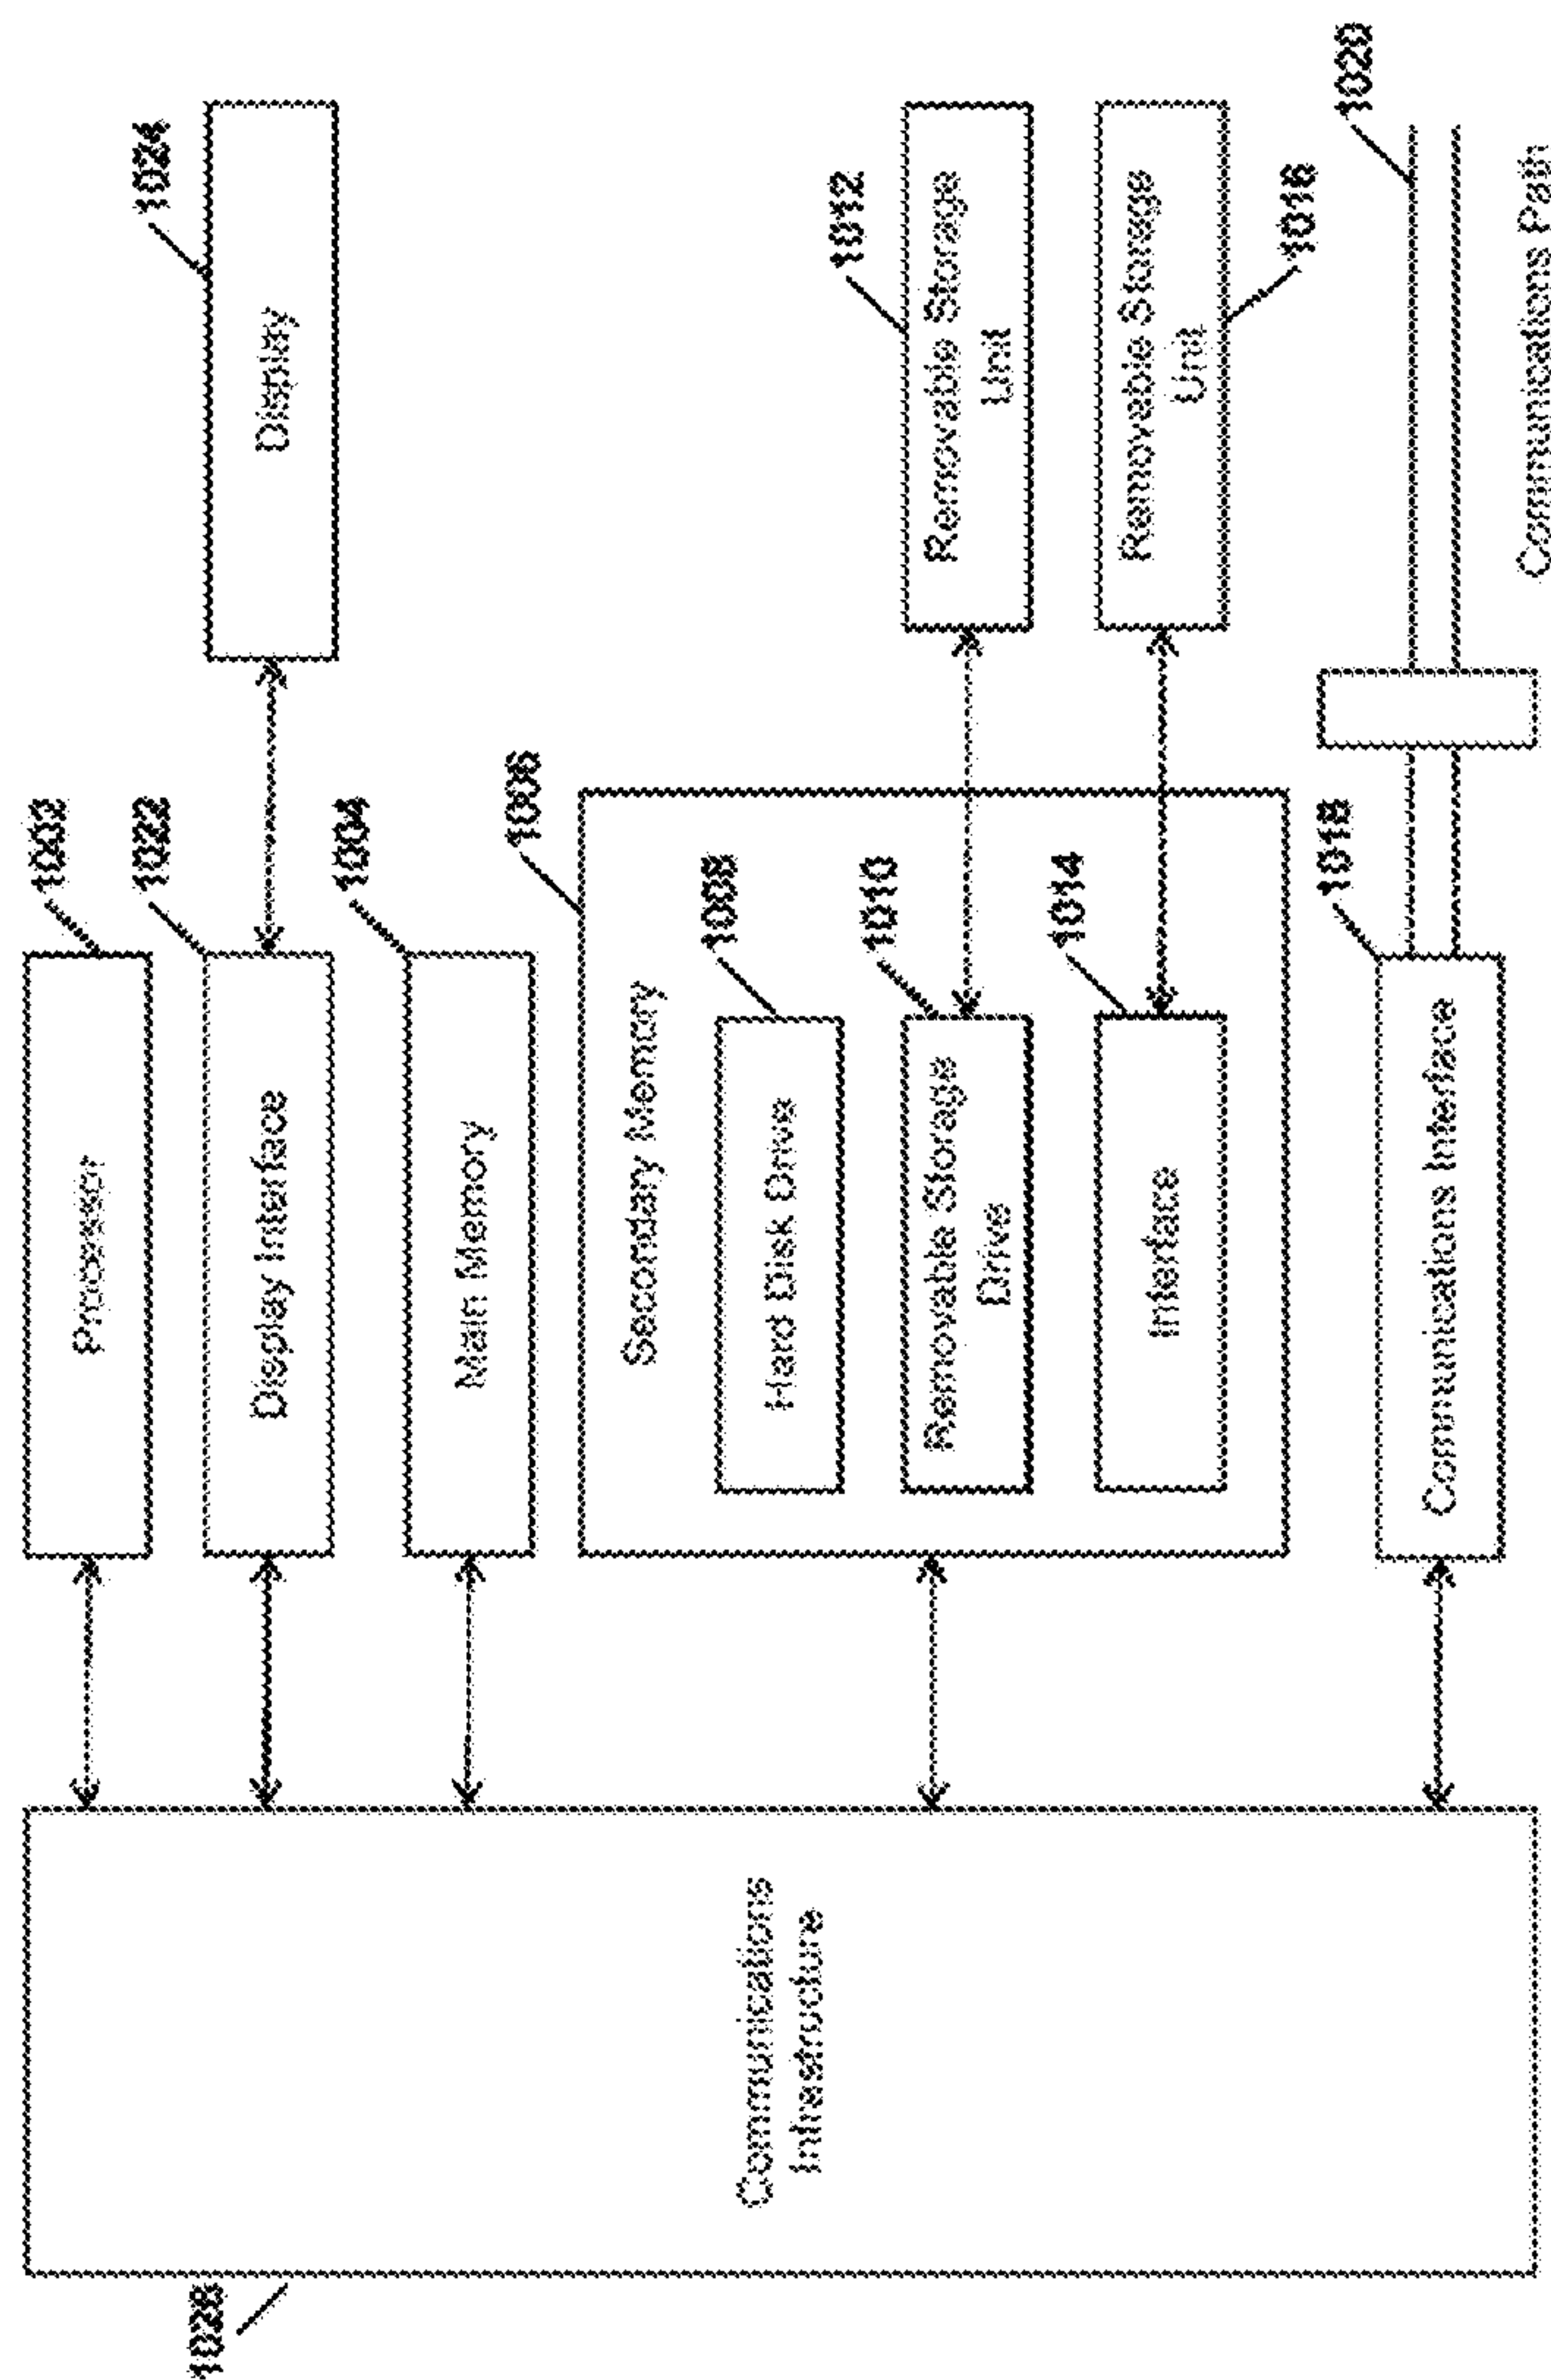 1002
Processor
1028
1022
1024
Display Interface
Display
1004
Main Memory
1006
Secondary Memory
1008
Hard Disk Drive
Communications
Infrastructure
1010
1012
Removable Storage
Drive
Removable Storage
Unit
1014
Interface
Removable Storage
Unit
1016
1018
1020
Communications Interface
Communications Path